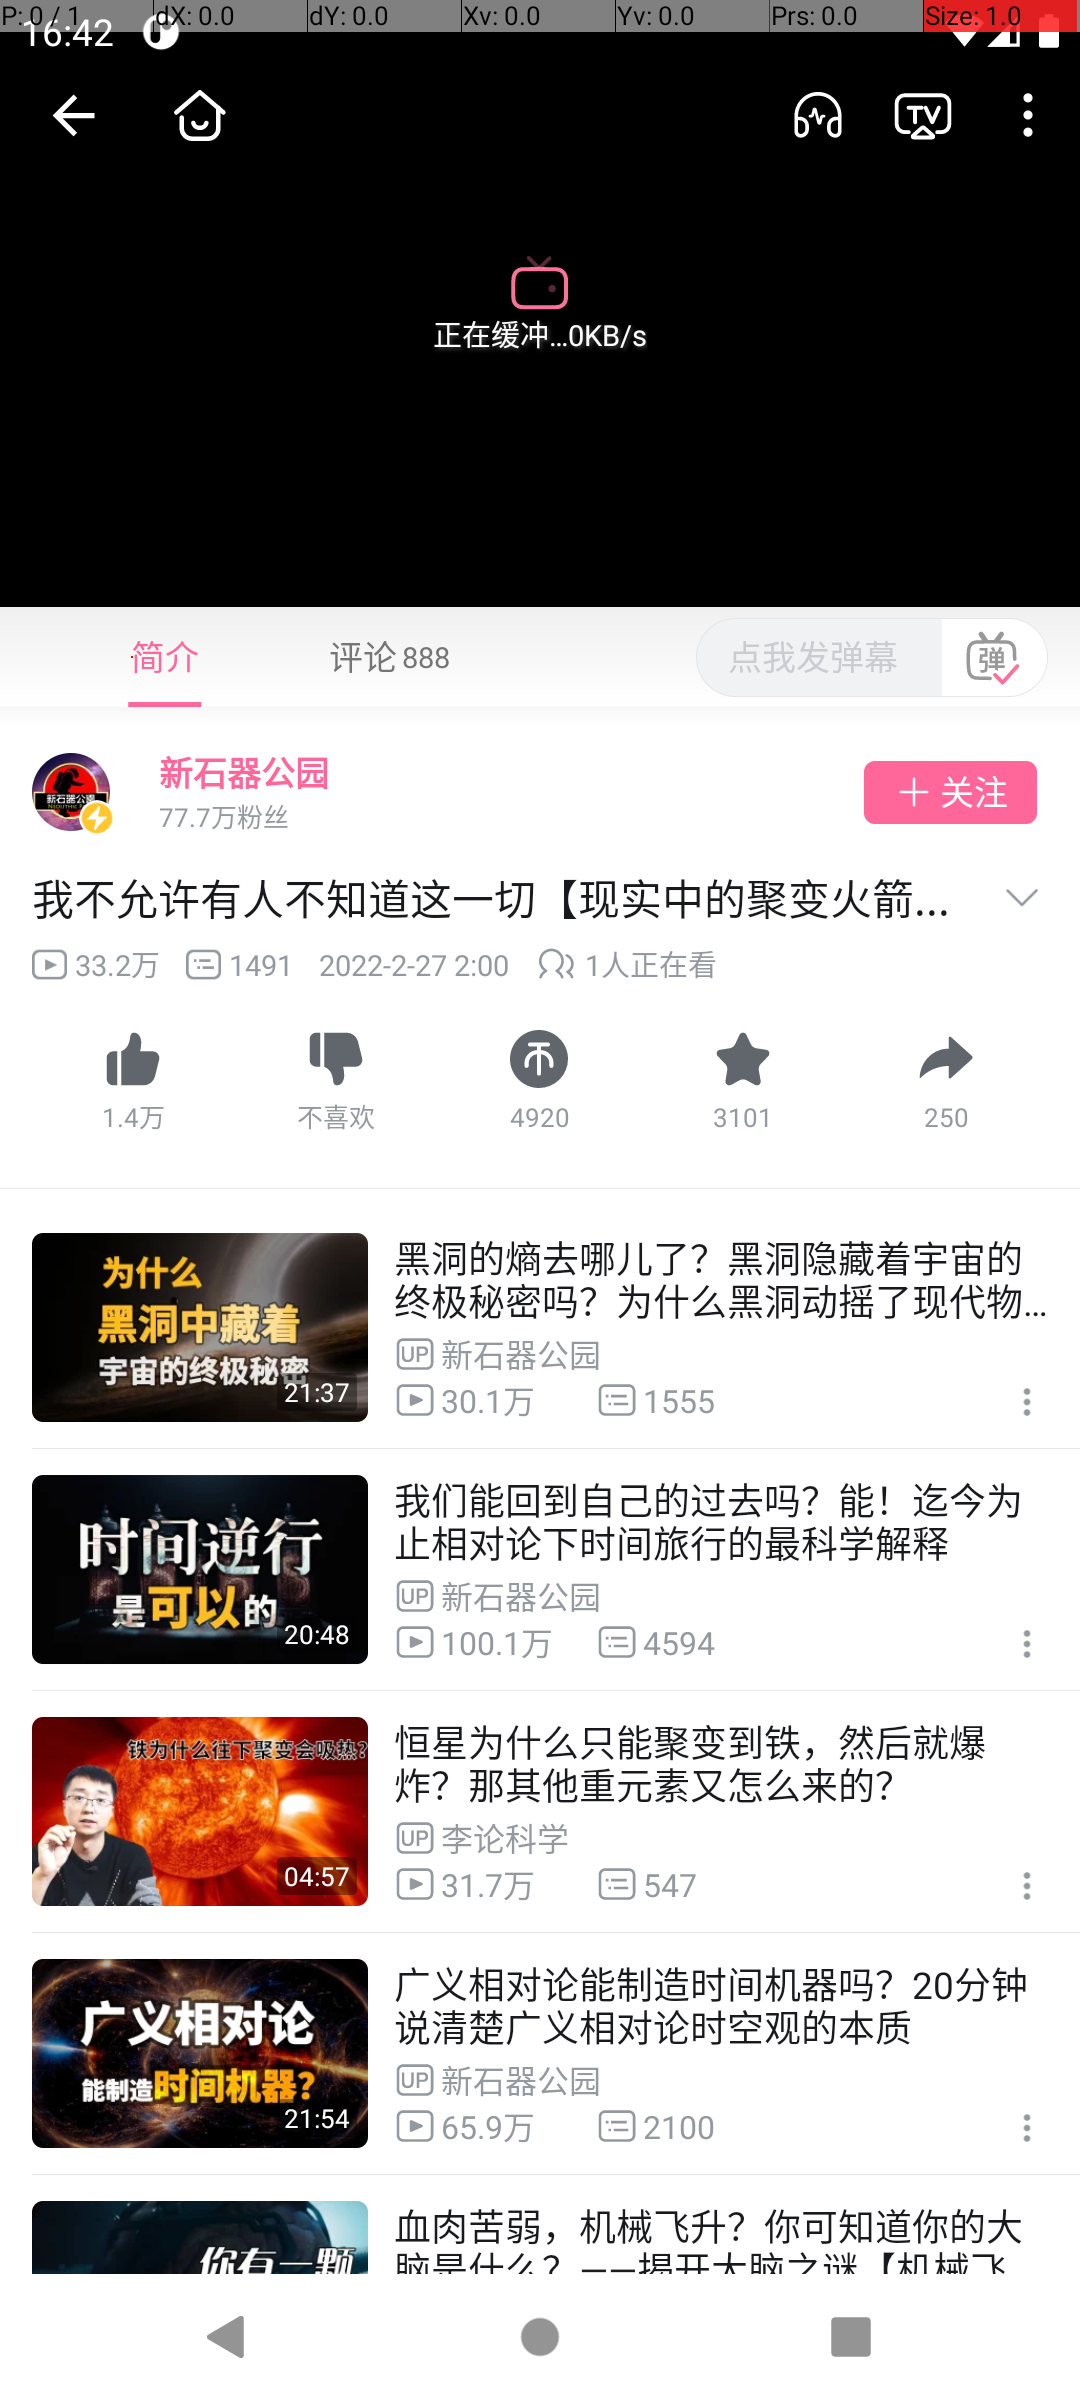 P: 0 / 1 dX: 0.0 dY: 0.0 Xv: 0.0 Yv: 0.0 Prs: 0.0 Size: 1.0
16:42
TV
正在缓冲...0KB/s
简介 评论 888 点我发弹幕 弹
新石器公园
77.7万粉丝
+ 关注
我不允许有人不知道这一切【现实中的聚变火箭...
33.2万 1491 2022-2-27 2:00 1人正在看
1.4万 不喜欢 4920 3101 250
为什么
黑洞中藏着
宇宙的终极秘密
21:37
黑洞的熵去哪儿了？黑洞隐藏着宇宙的
终极秘密吗？为什么黑洞动摇了现代物...
UP 新石器公园
30.1万 1555
时间逆行
是可以的
20:48
我们能回到自己的过去吗？能！迄今为
止相对论下时间旅行的最科学解释
UP 新石器公园
100.1万 4594
铁为什么往下聚变会吸热？
04:57
恒星为什么只能聚变到铁，然后就爆
炸？那其他重元素又怎么来的？
UP 李论科学
31.7万 547
广义相对论
能制造时间机器?
21:54
广义相对论能制造时间机器吗？20分钟
说清楚广义相对论时空观的本质
UP 新石器公园
65.9万 2100
你有一颗
血肉苦弱，机械飞升？你可知道你的大
脑是什么？——揭开大脑之谜【机械飞